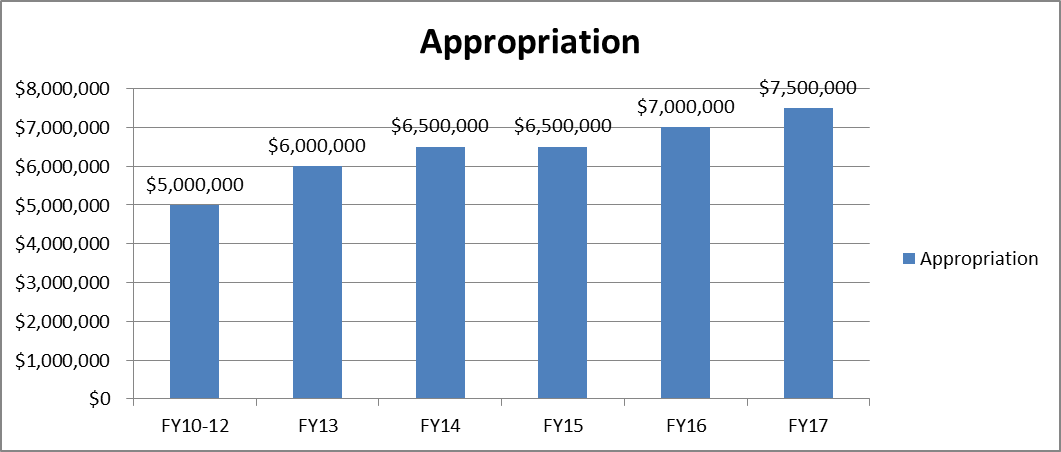 Appropriation
$8,000,000
$7,000,000
$6,000,000
$5,000,000
$4,000,000
$3,000,000
$2,000,000
$1,000,000
$0
$5,000,000
$6,000,000
$6,500,000
$6,500,000
$7,000,000
$7,500,000
FY10-12
FY13
FY14
FY15
FY16
FY17
Appropriation